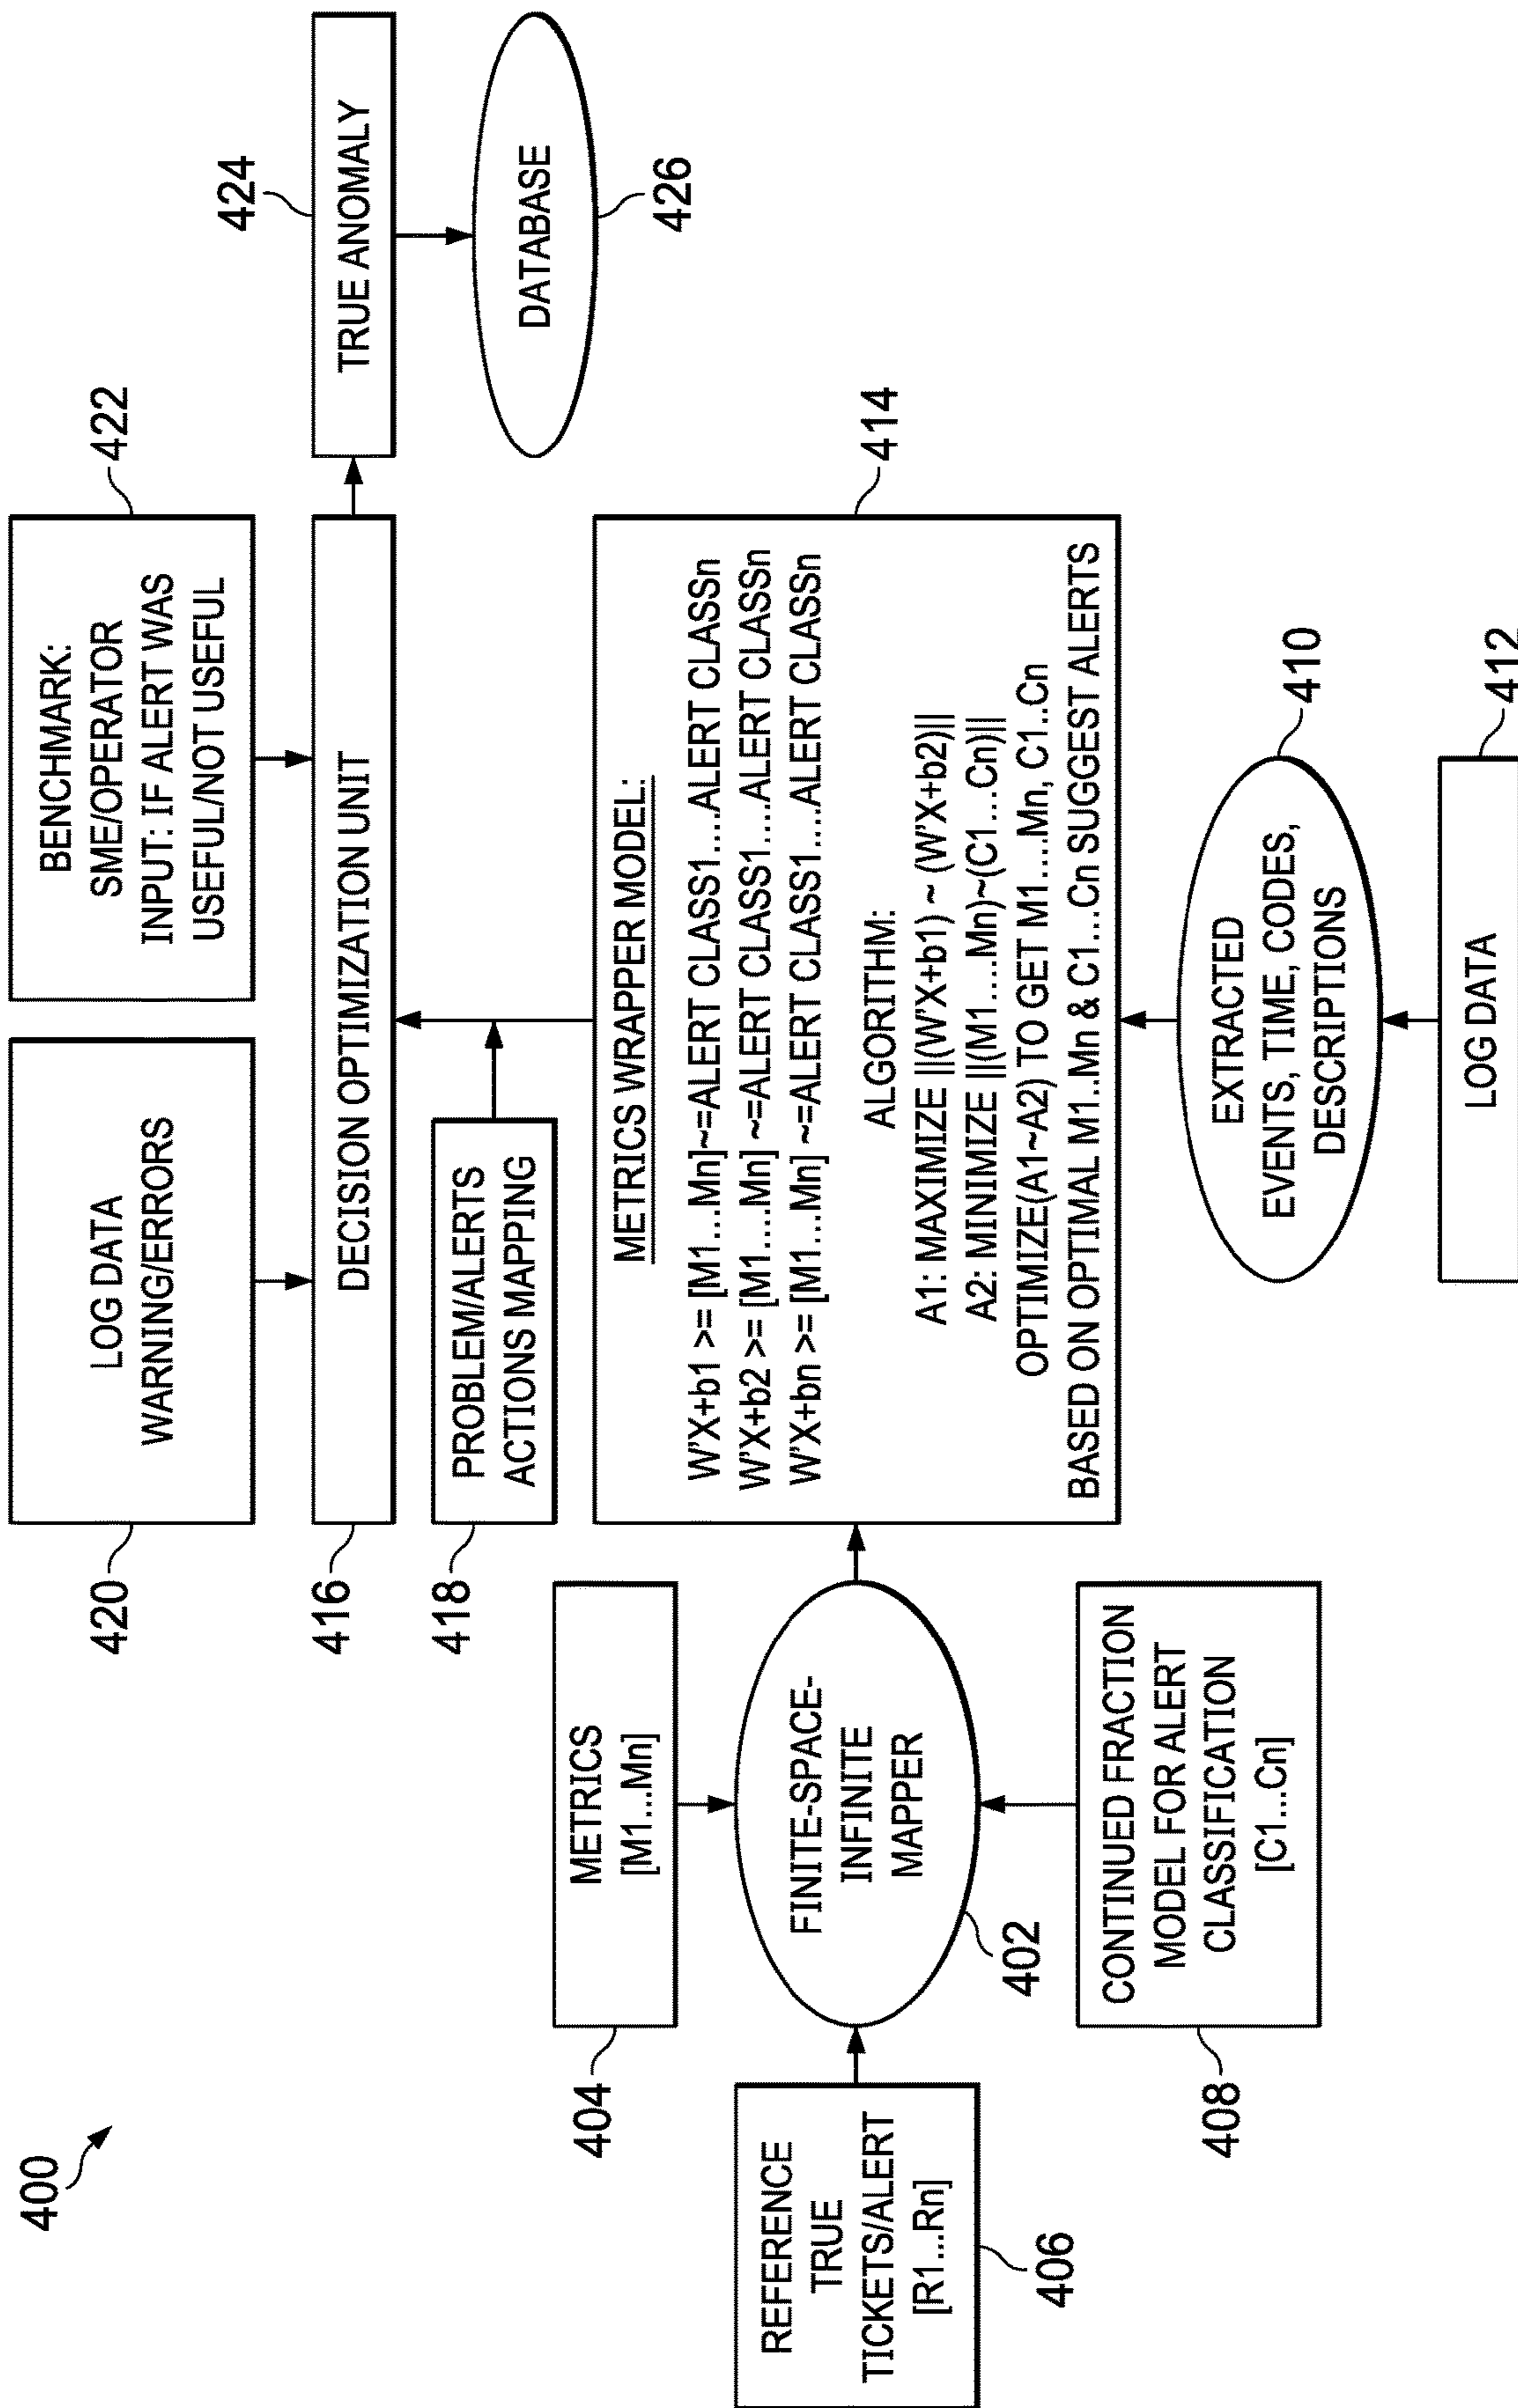 400
420
LOG DATA
WARNING/ERRORS
BENCHMARK:
SME/OPERATOR
INPUT: IF ALERT WAS
USEFUL/NOT USEFUL
422
416
DECISION OPTIMIZATION UNIT
424
TRUE ANOMALY
DATABASE
426
418
PROBLEM/ALERTS
ACTIONS MAPPING
404
METRICS
[M1...Mn]
406
REFERENCE
TRUE
TICKETS/ALERT
[R1...Rn]
FINITE-SPACE-
INFINITE
MAPPER
402
408
CONTINUED FRACTION
MODEL FOR ALERT
CLASSIFICATION
[C1...Cn]
METRICS WRAPPER MODEL:
W'X+b1 >= [M1...Mn]~=ALERT CLASS1....ALERT CLASSn
W'X+b2 >= [M1....Mn] ~=ALERT CLASS1....ALERT CLASSn
W'X+bn >= [M1...Mn] ~=ALERT CLASS1....ALERT CLASSn
ALGORITHM:
A1: MAXIMIZE ||(W'X+b1) ~ (W'X+b2)||
A2: MINIMIZE ||(M1....Mn)~(C1...Cn)||
OPTIMIZE(A1~A2) TO GET M1....Mn, C1..Cn
BASED ON OPTIMAL M1..Mn & C1...Cn SUGGEST ALERTS
414
EXTRACTED
EVENTS, TIME, CODES,
DESCRIPTIONS
410
LOG DATA
412